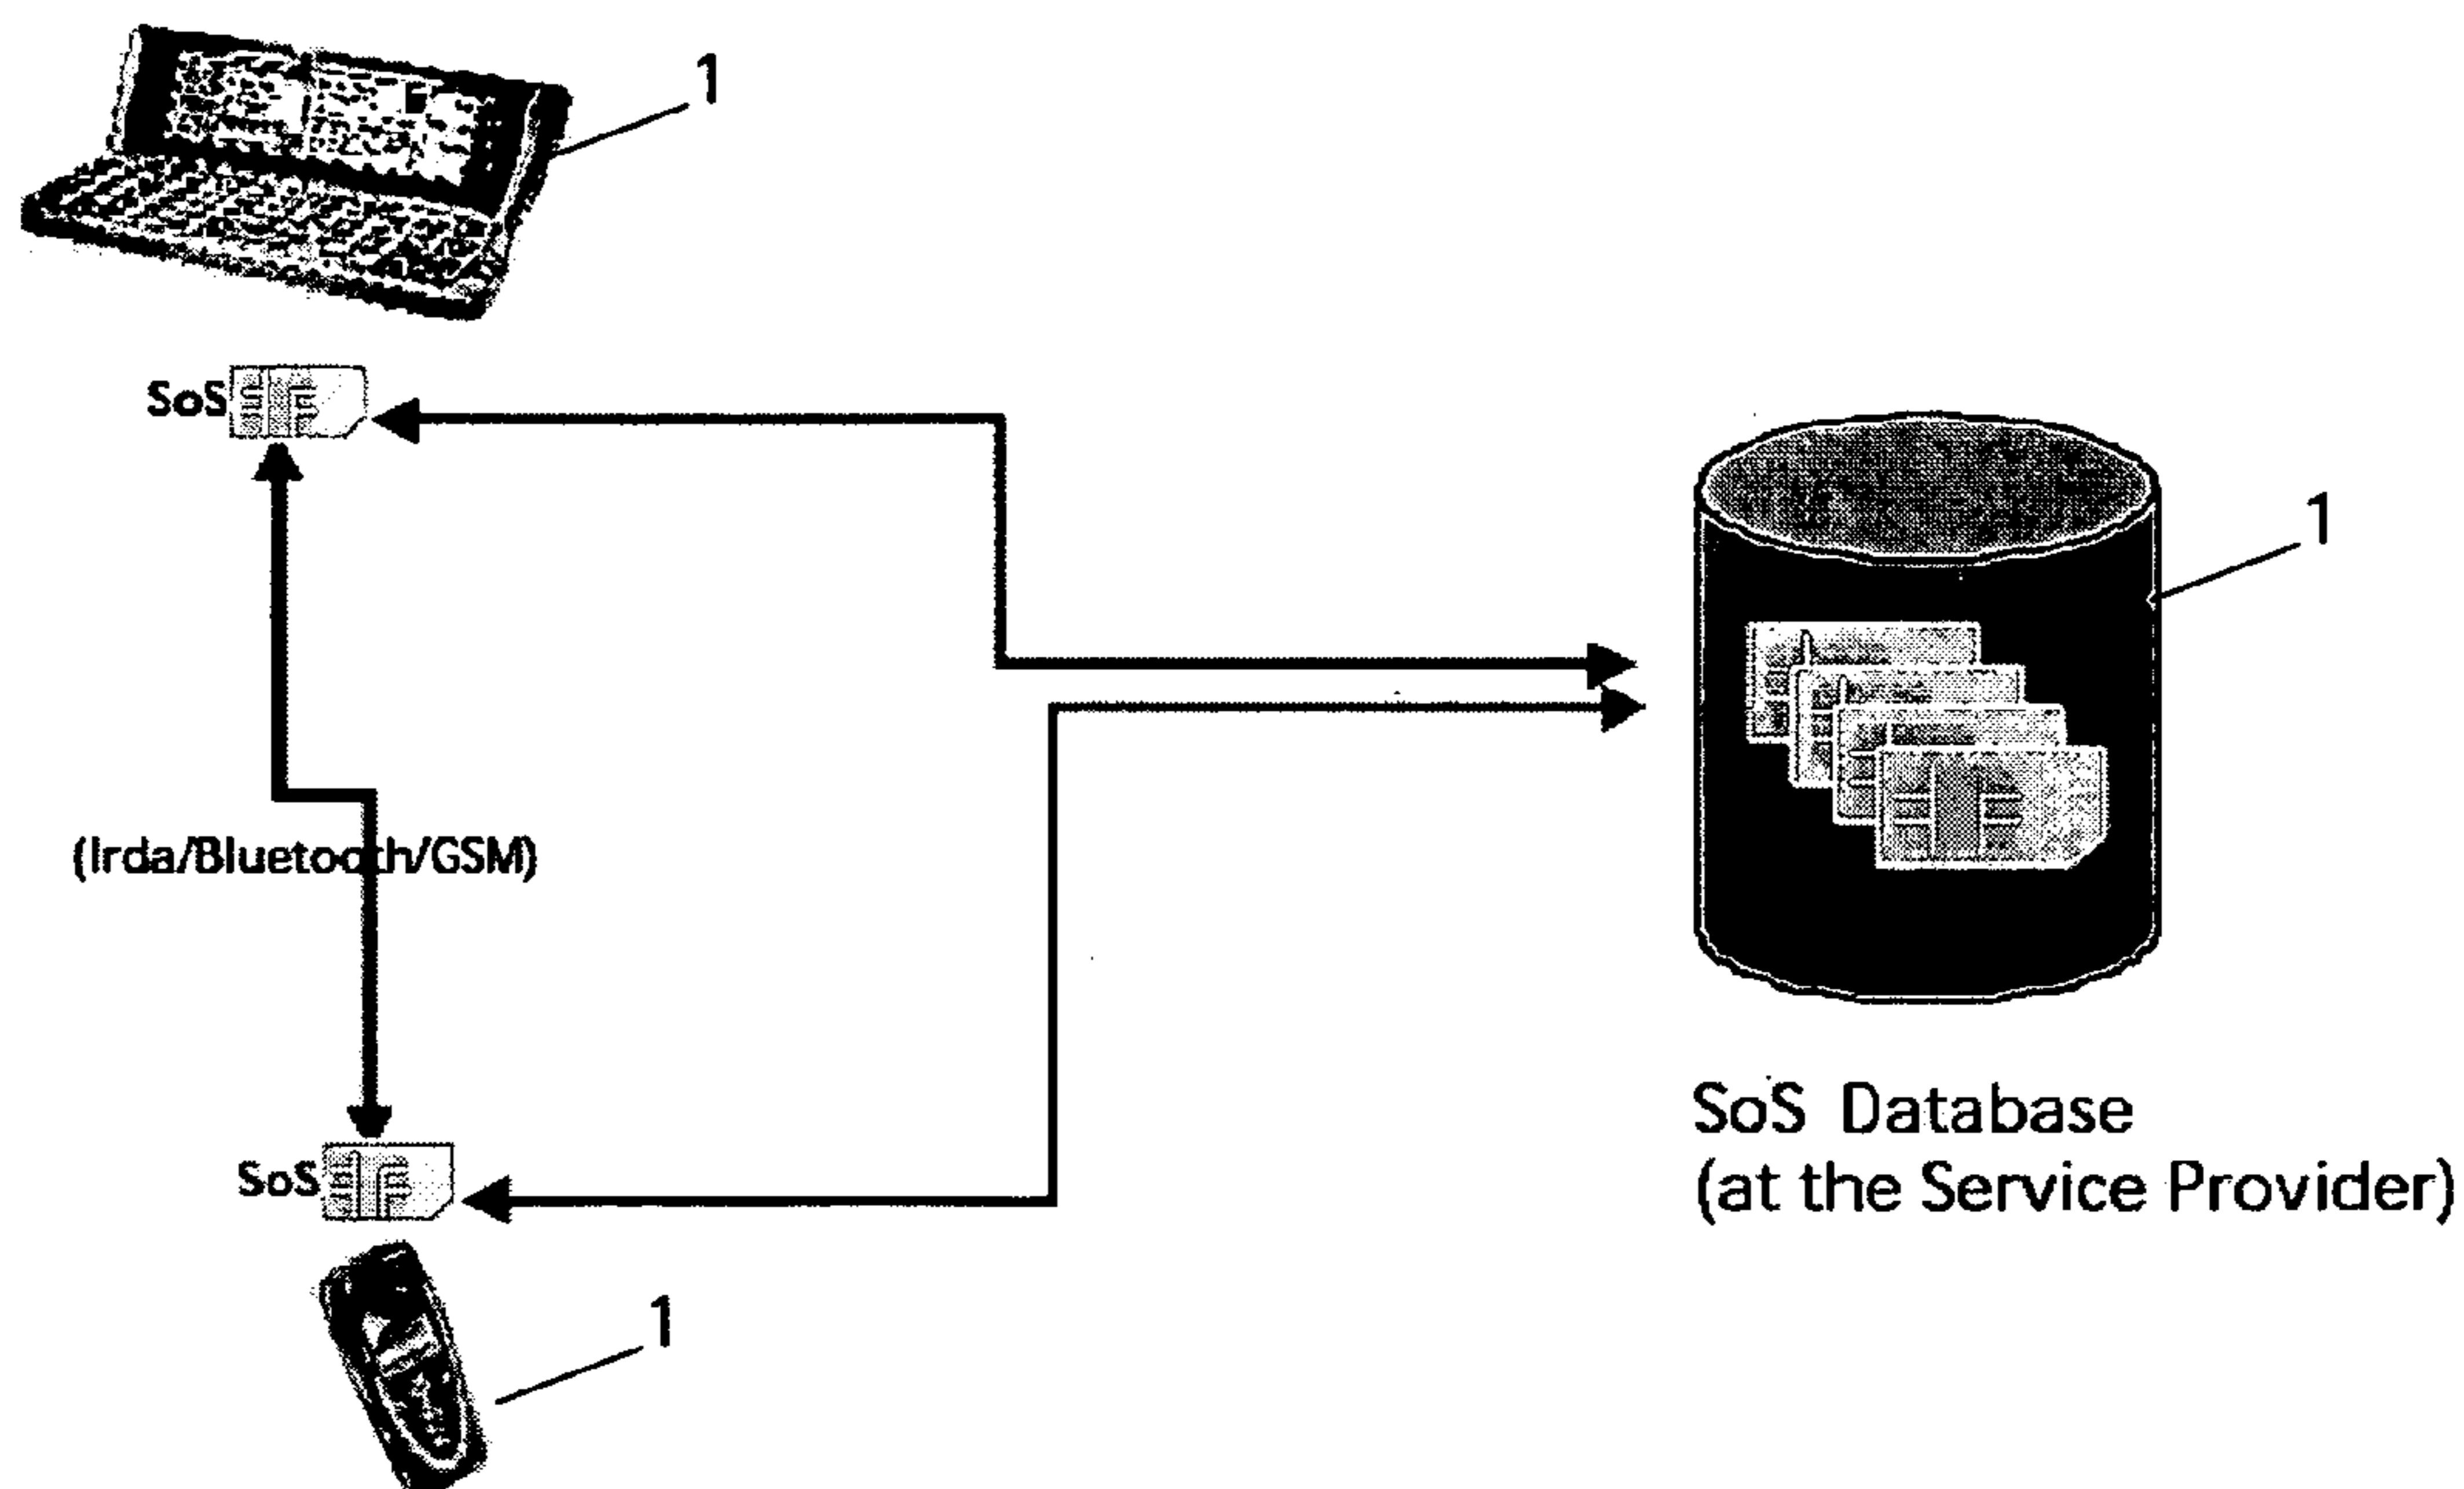 1
SoS
1
(Irda/Bluetooth/GSM)
SoS Database
(at the Service Provider)
SoS
1